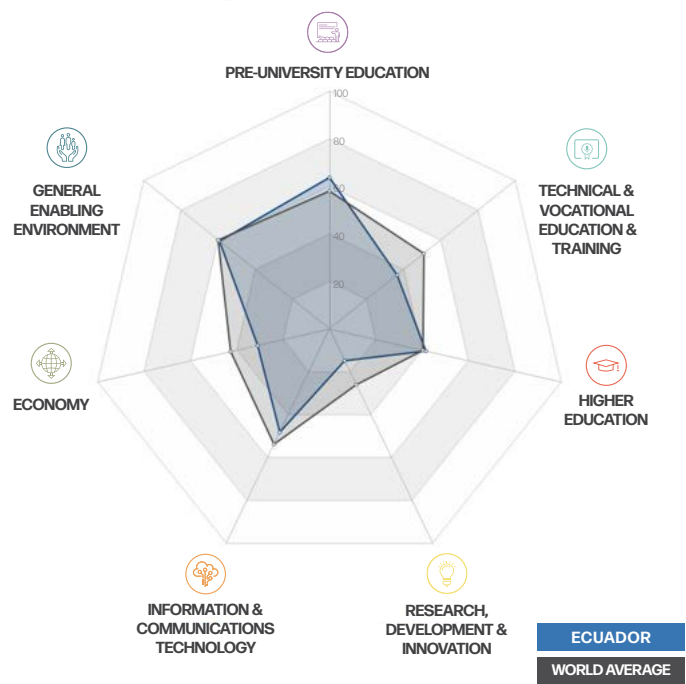 PRE-UNIVERSITY EDUCATION
100
80
60
40
20
GENERAL
ENABLING
ENVIRONMENT
TECHNICAL &
VOCATIONAL
EDUCATION &
TRAINING
ECONOMY
HIGHER
EDUCATION
INFORMATION &
COMMUNICATIONS
TECHNOLOGY
RESEARCH,
DEVELOPMENT &
INNOVATION
ECUADOR
WORLD AVERAGE